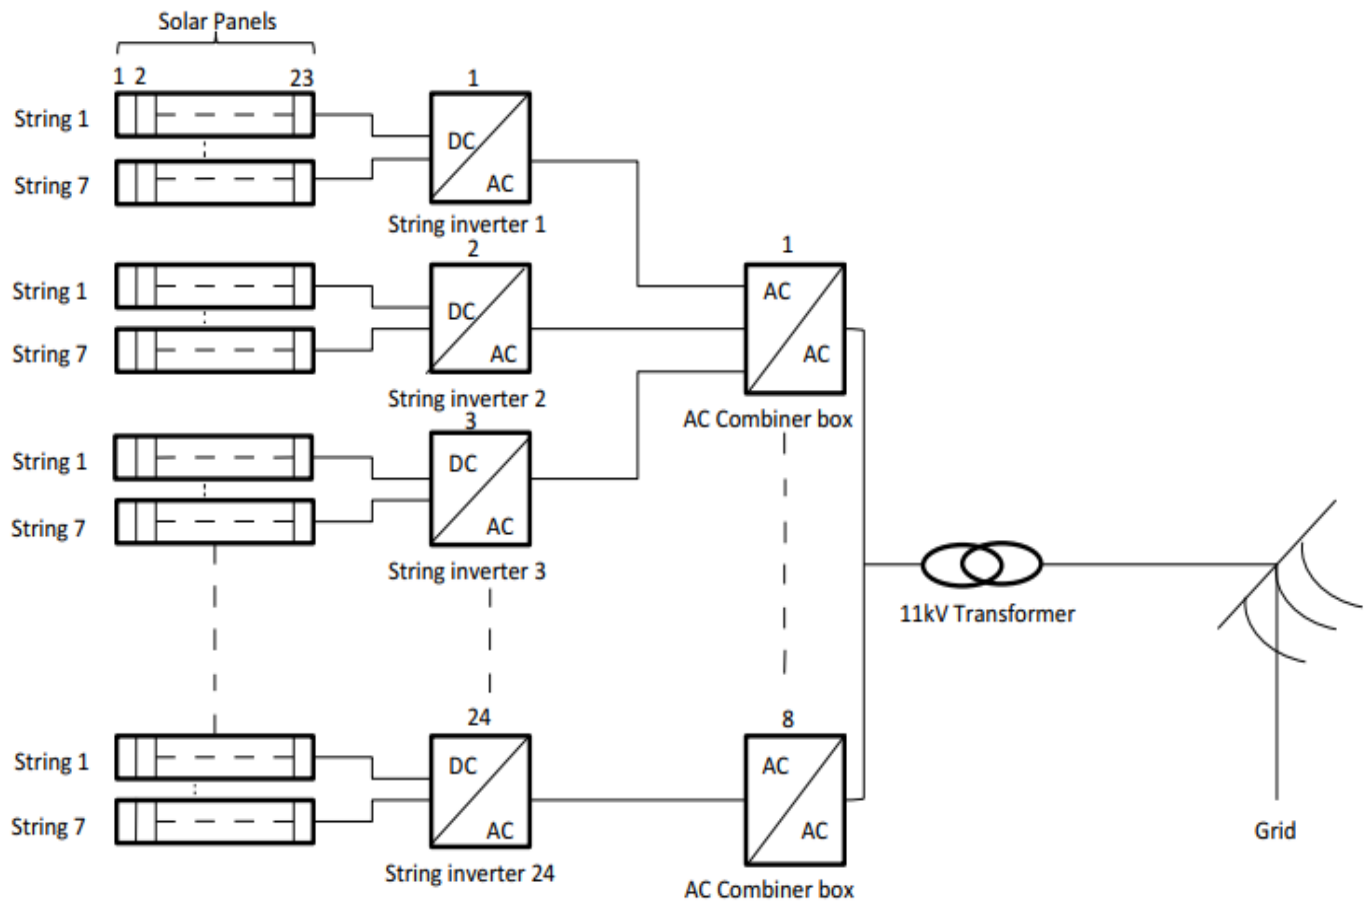 Solar Panels
1 2 23
String 1
String 7
1
DC
AC
String inverter 1
String 1
String 7
2
DC
AC
String inverter 2
1
AC
AC
AC Combiner box
String 1
String 7
3
DC
AC
String inverter 3
11kV Transformer
String 1
String 7
24
DC
AC
String inverter 24
8
AC
AC
AC Combiner box
Grid